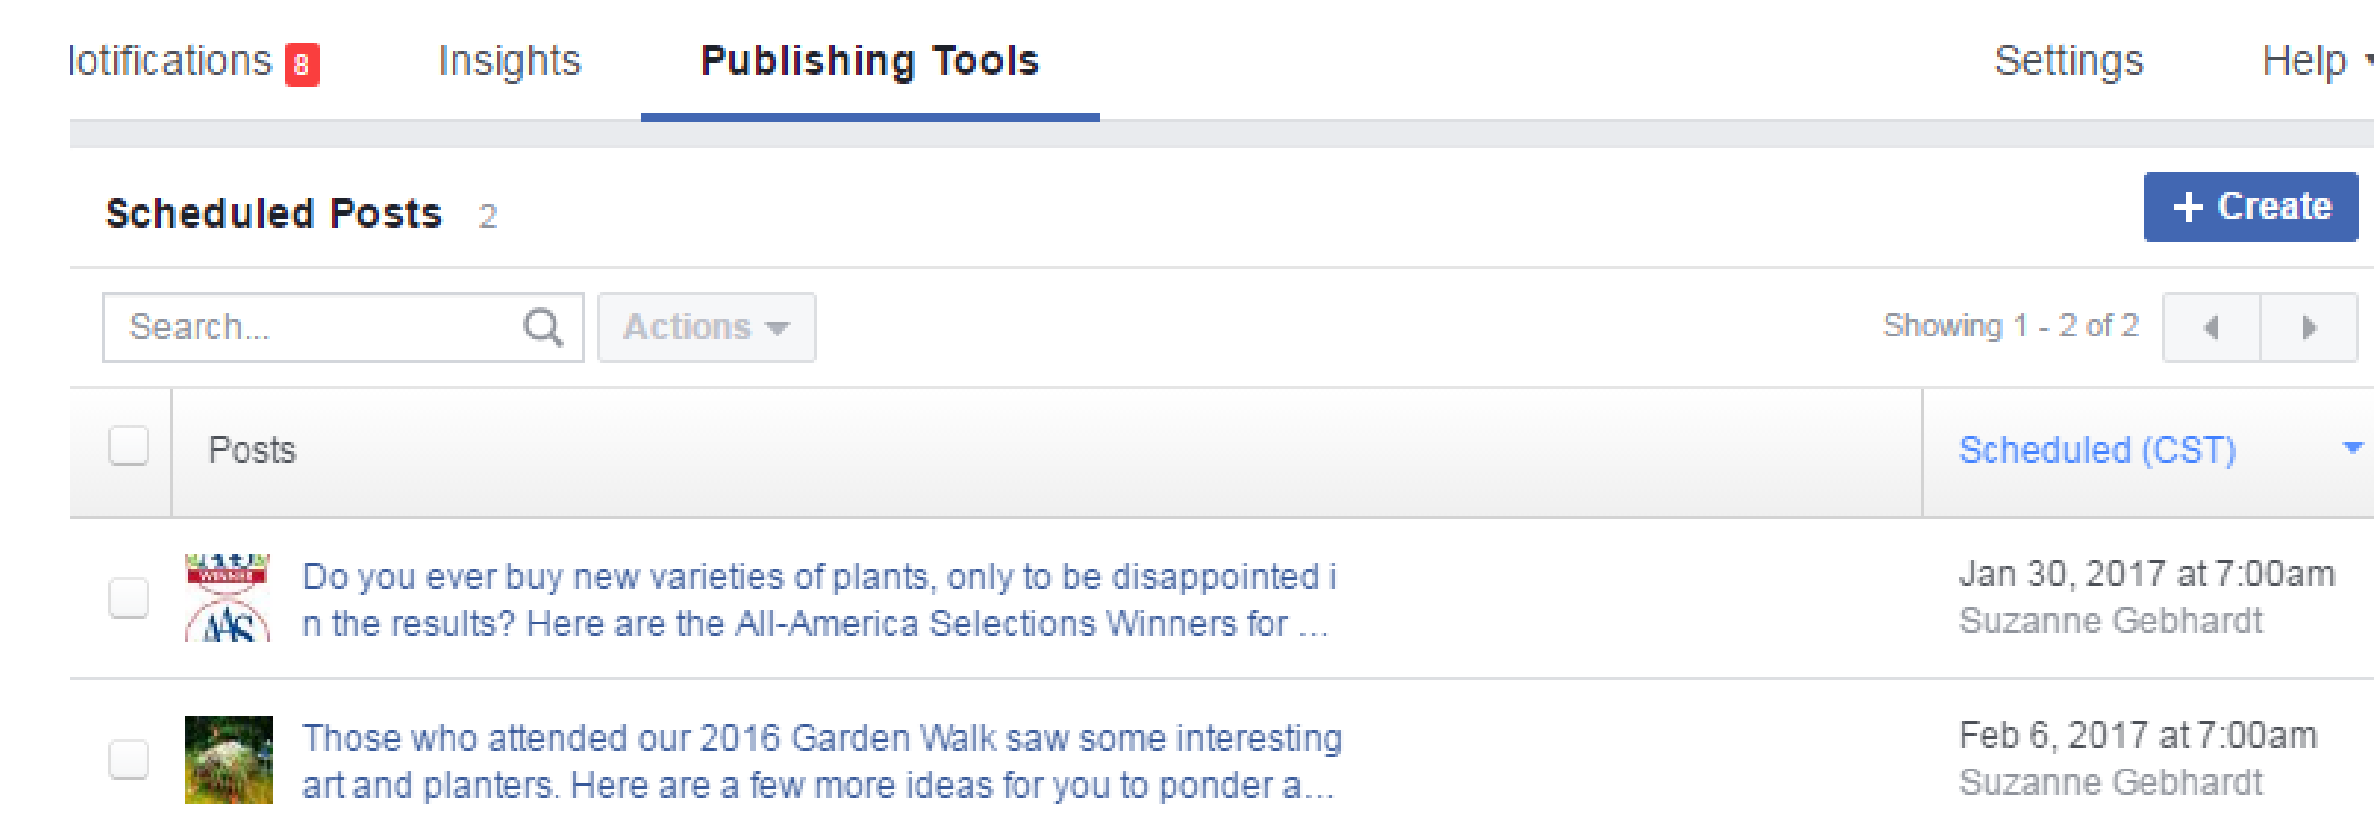 otifications 8 Insights Publishing Tools Settings Help
Scheduled Posts 2 + Create
Search... Actions Showing 1 - 2 of 2
Posts Scheduled (CST)
WINNER
AAS
Do you ever buy new varieties of plants, only to be disappointed i
n the results? Here are the All-America Selections Winners for ...
Jan 30, 2017 at 7:00am
Suzanne Gebhardt
Those who attended our 2016 Garden Walk saw some interesting
art and planters. Here are a few more ideas for you to ponder a...
Feb 6, 2017 at 7:00am
Suzanne Gebhardt